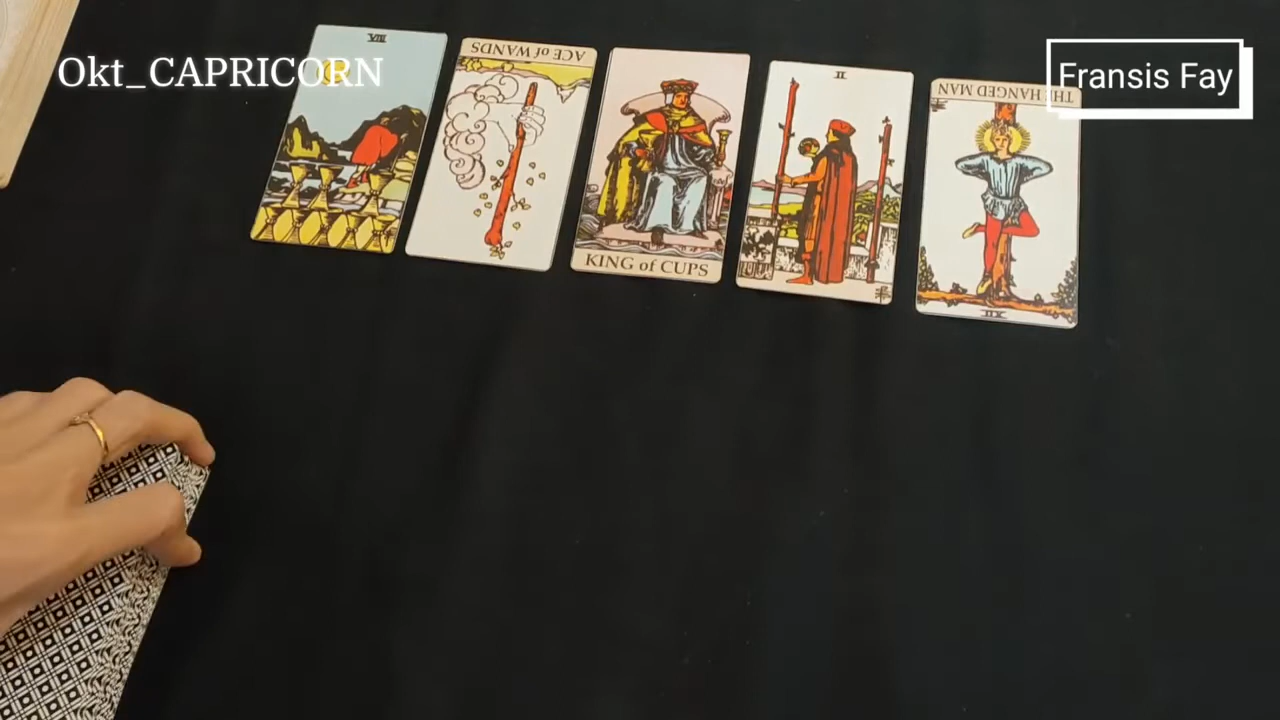 VIII
Okt_CAPRICORN
ACE of WANDS
KING of CUPS
II
Fransis Fay
THE HANGED MAN
XII